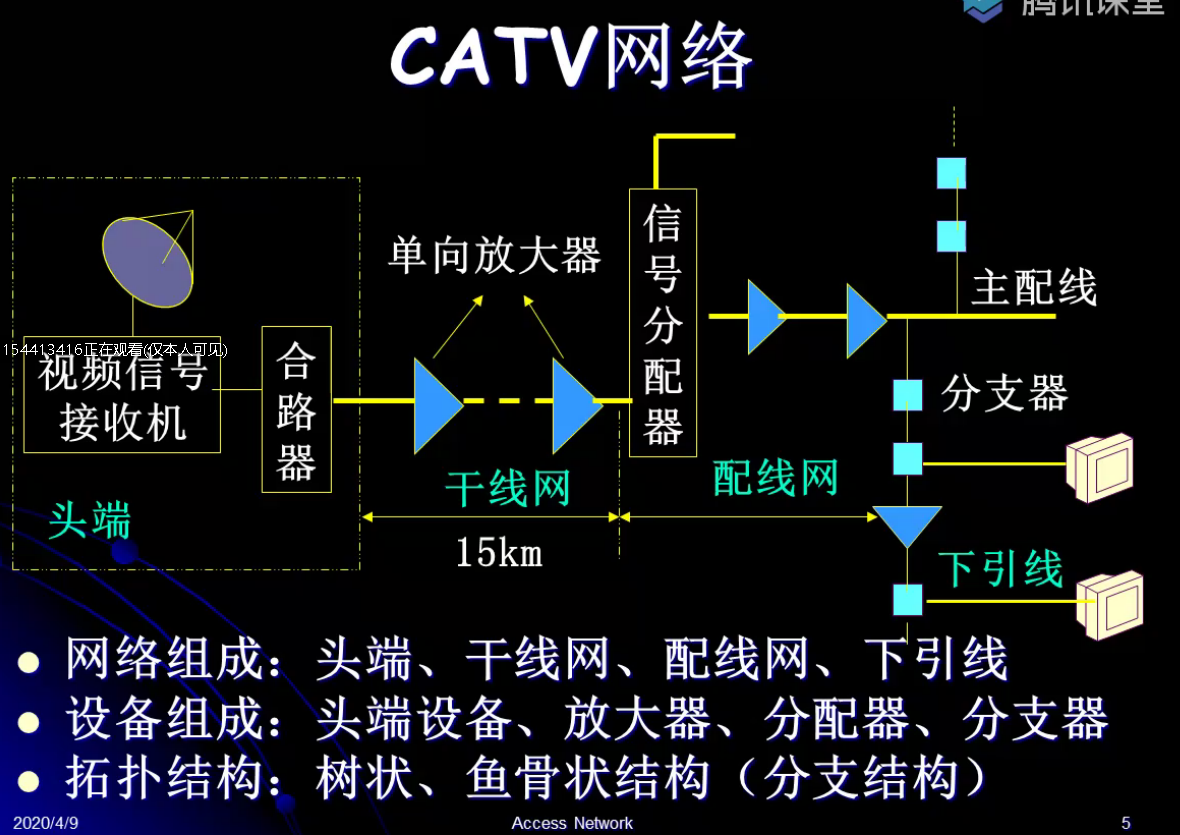 腾讯课堂
CATV网络
单向放大器
信号分配器
主配线
154413416正在观看(仅本人可见)
视频信号
接收机
合路器
分支器
干线网
配线网
头端
15km
下引线
网络组成：头端、干线网、配线网、下引线
设备组成：头端设备、放大器、分配器、分支器
拓扑结构：树状、鱼骨状结构（分支结构）
2020/4/9
Access Network
5